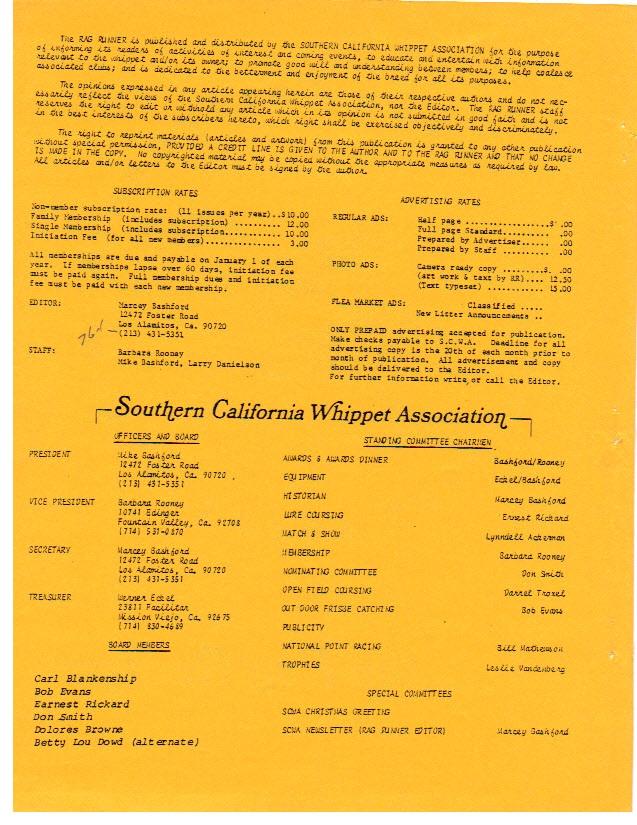 The RAG RUNNER is published and distributed by the SOUTHERN CALIFORNIA WHIPPET ASSOCIATION for the purpose
of informing its readers of activities of interest and coming events, to educate and entertain with information
relevant to the whippet and/or its owner; to promote good will and understanding between members; to help coalesce
associated clubs; and is dedicated to the betterment and enjoyment of the breed for all its purposes.
The opinions expressed in any article appearing herein are those of their respective authors and do not nec-
essarily reflect the views of the Southern California Whippet Association, nor the Editor. The RAG RUNNER staff
reserves the right to edit or withhold any article which in its opinion is not submitted in good faith and is not
in the best interests of the subscribers hereto, which right shall be exercised objectively and discriminately.
The right to reprint materials (articles and artwork) from this publication is granted to any other publication
without special permission, PROVIDED A CREDIT LINE IS GIVEN TO THE AUTHOR AND TO THE RAG RUNNER AND THAT NO CHANGE
IS MADE IN THE COPY. No copyrighted material may be copied without the appropriate measures as required by law.
All articles and/or letters to the Editor must be signed by the author.
SUBSCRIPTION RATES
Non-member subscription rate: (11 issues per year)..$10.00
Family Membership (includes subscription) .......... 12.00
Single Membership (includes subscription........... 10.00
Initiation Fee (for all new members)............... 3.00
All memberships are due and payable on January 1 of each
year. If memberships lapse over 60 days, initiation fee
must be paid again. Full membership dues and initiation
fee must be paid with each new membership.
EDITOR: Marcey Bashford
12472 Foster Road
Los Alamitos, Ca. 90720
(213) 431-5351
STAFF: Barbara Rooney
Mike Bashford, Larry Danielson
ADVERTISING RATES
REGULAR ADS: Half page ................$ .00
Full page Standard......... .00
Prepared by Advertiser..... .00
Prepared by Staff ......... .00
PHOTO ADS: Camera ready copy ........$. .00
(art work & text by RR).... 12.50
(Text typeset) ............ 15.00
FLEA MARKET ADS: Classified .....
New Litter Announcements ..
ONLY PREPAID advertising accepted for publication.
Make checks payable to S.C.W.A. Deadline for all
advertising copy is the 20th of each month prior to
month of publication. All advertisement and copy
should be delivered to the Editor.
For further information write or call the Editor.
Southern California Whippet Association
OFFICERS AND BOARD
PRESIDENT Mike Bashford
12472 Foster Road
Los Alamitos, Ca. 90720
(213) 431-5351
VICE PRESIDENT Barbara Rooney
10741 Edinger
Fountain Valley, Ca. 92708
(714) 531-0870
SECRETARY Marcey Bashford
12472 Foster Road
Los Alamitos, Ca. 90720
(213) 431-5351
TREASURER Werner Eckel
23811 Facilitar
Mission Viejo, Ca. 92675
(714) 830-4689
BOARD MEMBERS
Carl Blankenship
Bob Evans
Earnest Rickard
Don Smith
Dolores Browne
Betty Lou Dowd (alternate)
STANDING COMMITTEE CHAIRMEN
AWARDS & AWARDS DINNER Bashford/Rooney
EQUIPMENT Eckel/Bashford
HISTORIAN Marcey Bashford
LURE COURSING Ernest Rickard
MATCH & SHOW Lynndell Ackerman
MEMBERSHIP Barbara Rooney
NOMINATING COMMITTEE Don Smith
OPEN FIELD COURSING Darrel Troxel
OUT DOOR FRISBE CATCHING Bob Evans
PUBLICITY
NATIONAL POINT RACING Bill Mathewson
TROPHIES Leslie Vandenberg
SPECIAL COMMITTEES
SCWA CHRISTMAS GREETING
SCWA NEWSLETTER (RAG RUNNER EDITOR) Marcey Bashford